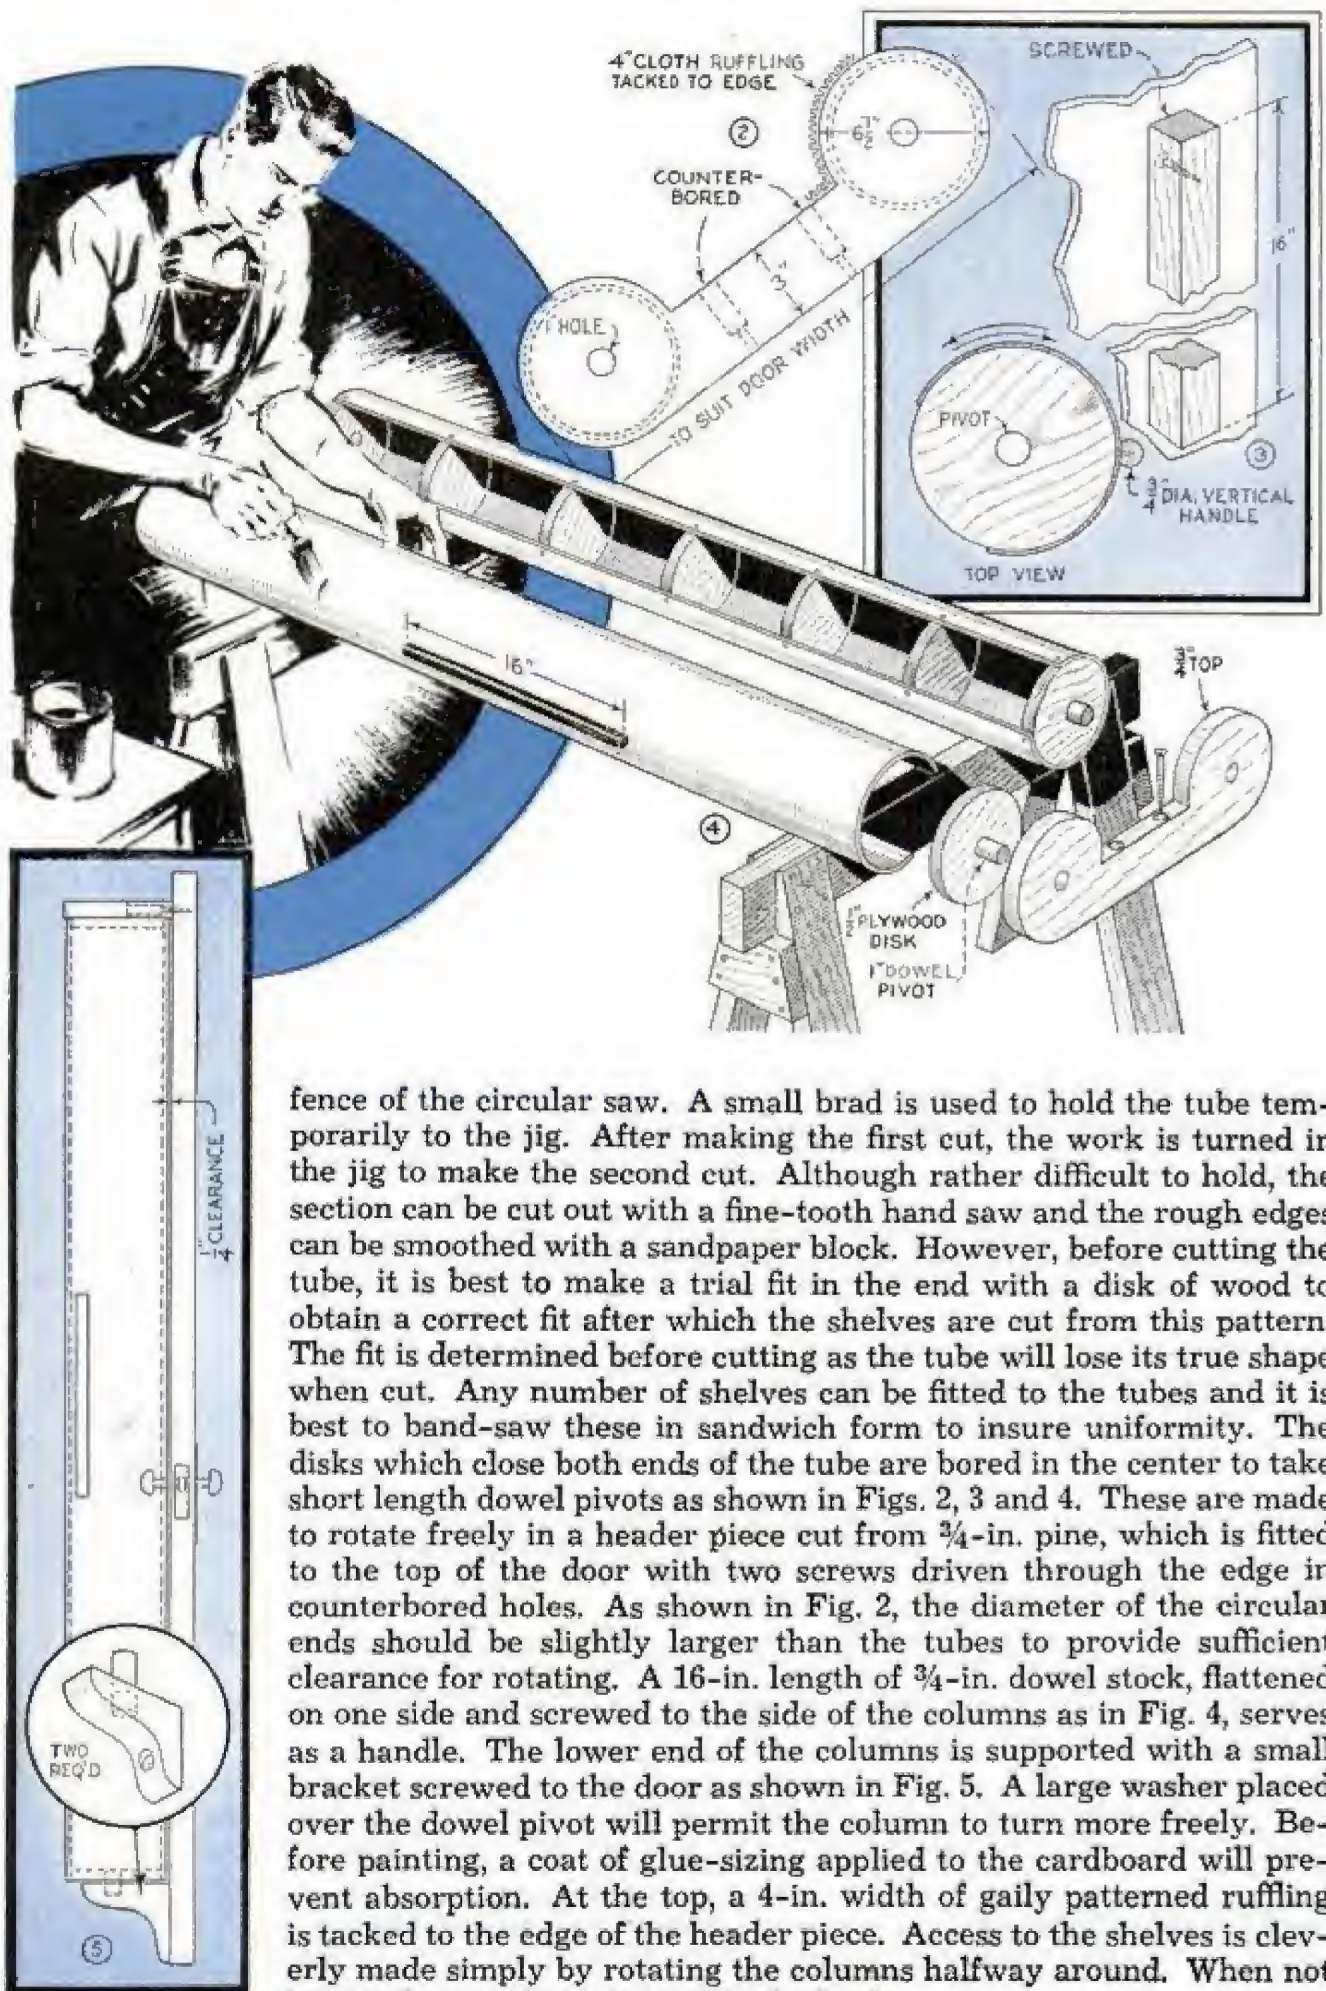 4" CLOTH RUFFLING
TACKED TO EDGE
②
COUNTER-
BORED
6 1/2"
3"
1" HOLE
TO SUIT DOOR WIDTH
SCREWED
16"
PIVOT
③
3/4" DIA. VERTICAL
HANDLE
TOP VIEW
16"
3/4" TOP
④
1/2" PLYWOOD
DISK
1" DOWEL
PIVOT
1/4" CLEARANCE
TWO
REQ'D
⑤
fence of the circular saw. A small brad is used to hold the tube tem-
porarily to the jig. After making the first cut, the work is turned in
the jig to make the second cut. Although rather difficult to hold, the
section can be cut out with a fine-tooth hand saw and the rough edges
can be smoothed with a sandpaper block. However, before cutting the
tube, it is best to make a trial fit in the end with a disk of wood to
obtain a correct fit after which the shelves are cut from this pattern
The fit is determined before cutting as the tube will lose its true shape
when cut. Any number of shelves can be fitted to the tubes and it is
best to band-saw these in sandwich form to insure uniformity. The
disks which close both ends of the tube are bored in the center to take
short length dowel pivots as shown in Figs. 2, 3 and 4. These are made
to rotate freely in a header piece cut from ¾-in. pine, which is fitted
to the top of the door with two screws driven through the edge in
counterbored holes. As shown in Fig. 2, the diameter of the circular
ends should be slightly larger than the tubes to provide sufficient
clearance for rotating. A 16-in. length of ¾-in. dowel stock, flattened
on one side and screwed to the side of the columns as in Fig. 4, serves
as a handle. The lower end of the columns is supported with a small
bracket screwed to the door as shown in Fig. 5. A large washer placed
over the dowel pivot will permit the column to turn more freely. Be-
fore painting, a coat of glue-sizing applied to the cardboard will pre-
vent absorption. At the top, a 4-in. width of gaily patterned ruffling
is tacked to the edge of the header piece. Access to the shelves is clev-
erly made simply by rotating the columns halfway around. When not